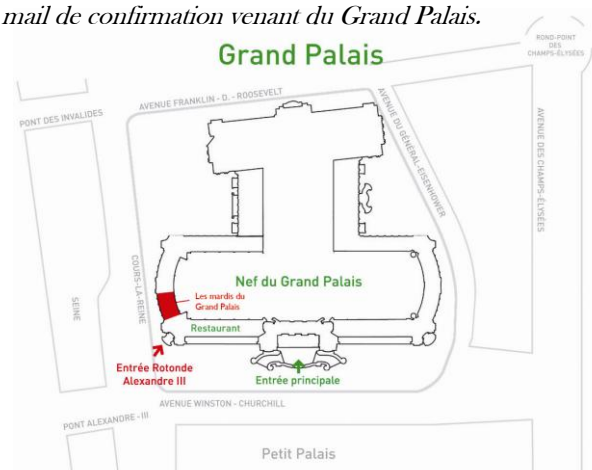 mail de confirmation venant du Grand Palais.
Grand Palais
ROND-POINT
DES
CHAMPS-ÉLYSÉES
AVENUE FRANKLIN - D. - ROOSEVELT
PONT DES INVALIDES
AVENUE DU GÉNÉRAL-EISENHOWER
AVENUE DES CHAMPS-ÉLYSÉES
COURS-LA-REINE
SEINE
Nef du Grand Palais
Les mardis du
Grand Palais
Restaurant
Entrée Rotonde
Alexandre III
Entrée principale
AVENUE WINSTON - CHURCHILL
PONT ALEXANDRE - III
Petit Palais